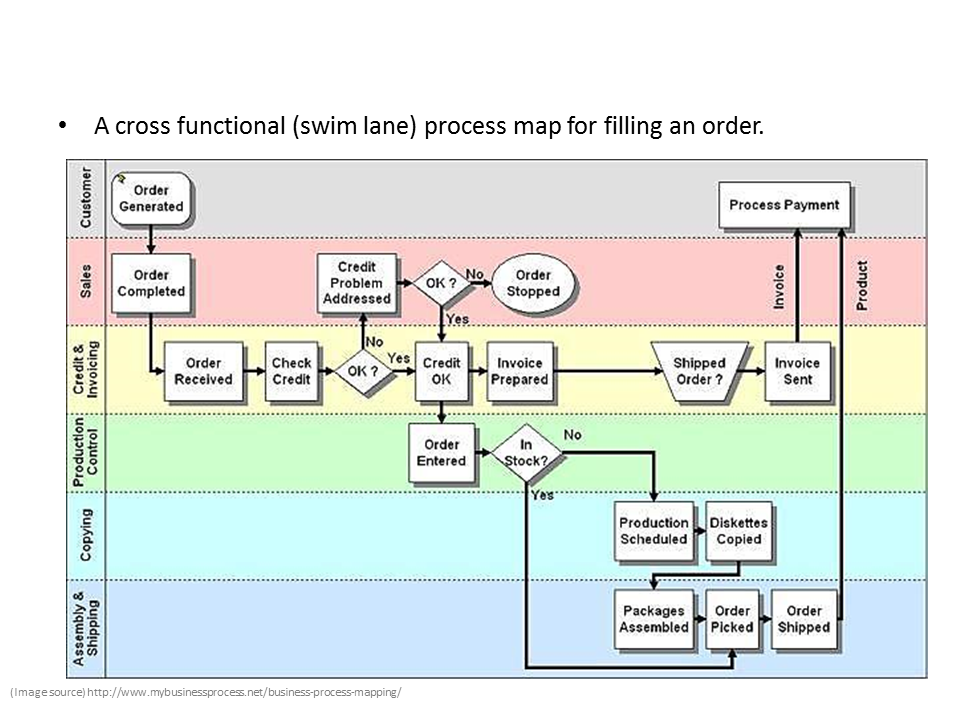 • A cross functional (swim lane) process map for filling an order.
Customer
Order
Generated
Process Payment
Sales
Order
Completed
Credit
Problem
Addressed
OK ?
No
Order
Stopped
Yes
Invoice
Product
Credit &
Invoicing
Order
Received
Check
Credit
OK ?
No
Yes
Credit
OK
Invoice
Prepared
Shipped
Order ?
Invoice
Sent
Production
Control
Order
Entered
In
Stock?
No
Yes
Copying
Production
Scheduled
Diskettes
Copied
Assembly &
Shipping
Packages
Assembled
Order
Picked
Order
Shipped
(Image source) http://www.mybusinessprocess.net/business-process-mapping/